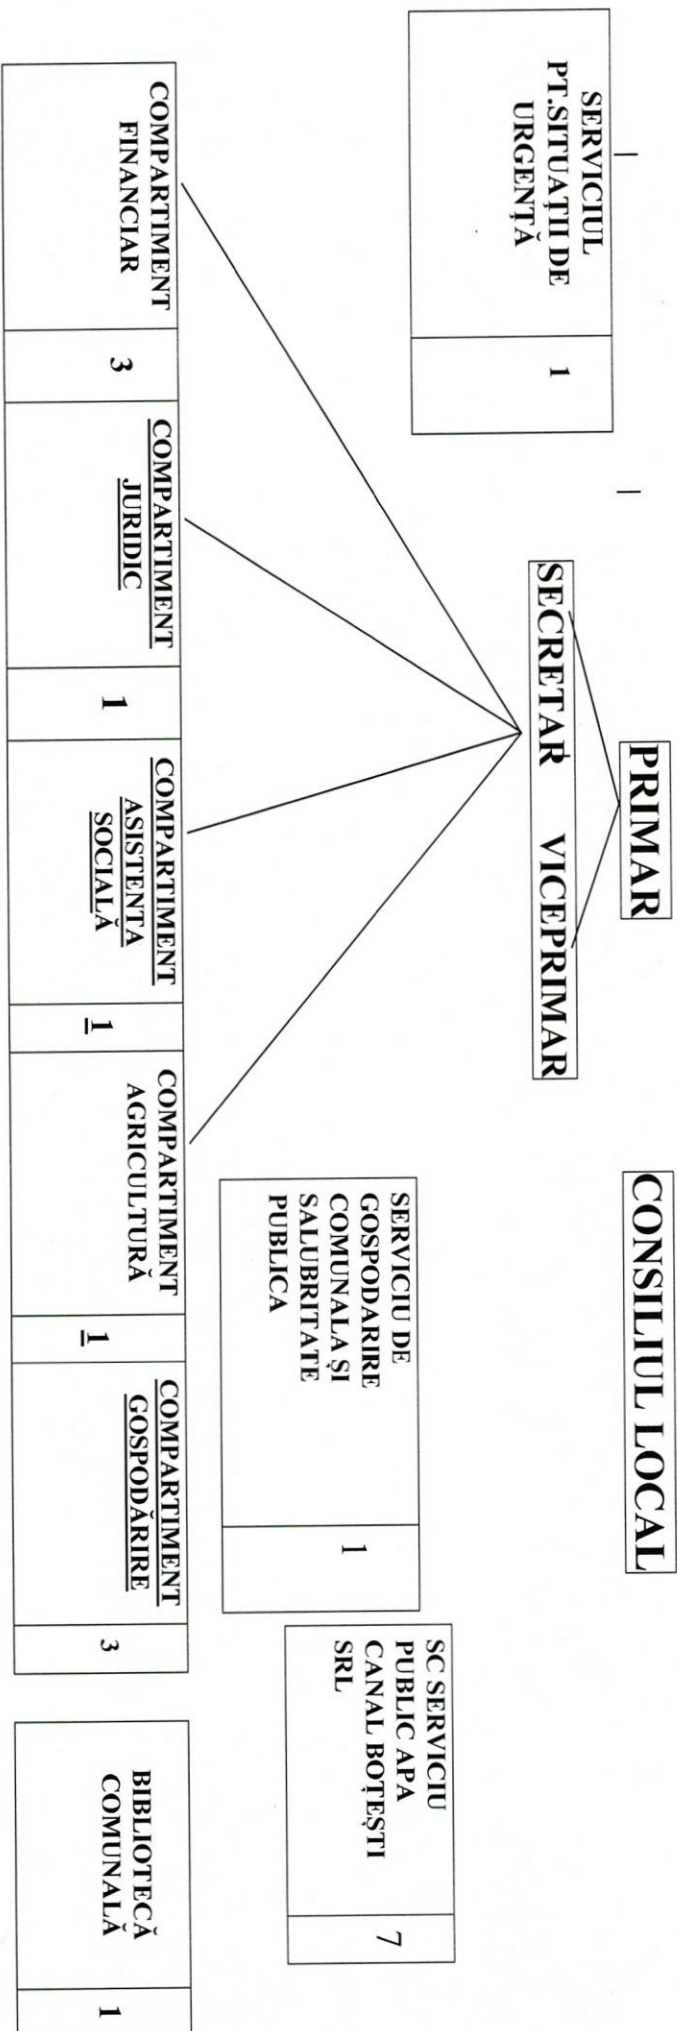 PRIMAR
CONSILIUL LOCAL
SERVICIUL
PT.SITUAȚII DE
URGENȚĂ
1
SECRETAR VICEPRIMAR
SERVICIU DE
GOSPODARIRE
COMUNALA ȘI
SALUBRITATE
PUBLICA
1
SC SERVICIU
PUBLIC APA
CANAL BOȚEȘTI
SRL
7
COMPARTIMENT
FINANCIAR
3
COMPARTIMENT
JURIDIC
1
COMPARTIMENT
ASISTENTA
SOCIALĂ
1
COMPARTIMENT
AGRICULTURĂ
1
COMPARTIMENT
GOSPODĂRIRE
3
BIBLIOTECĂ
COMUNALĂ
1